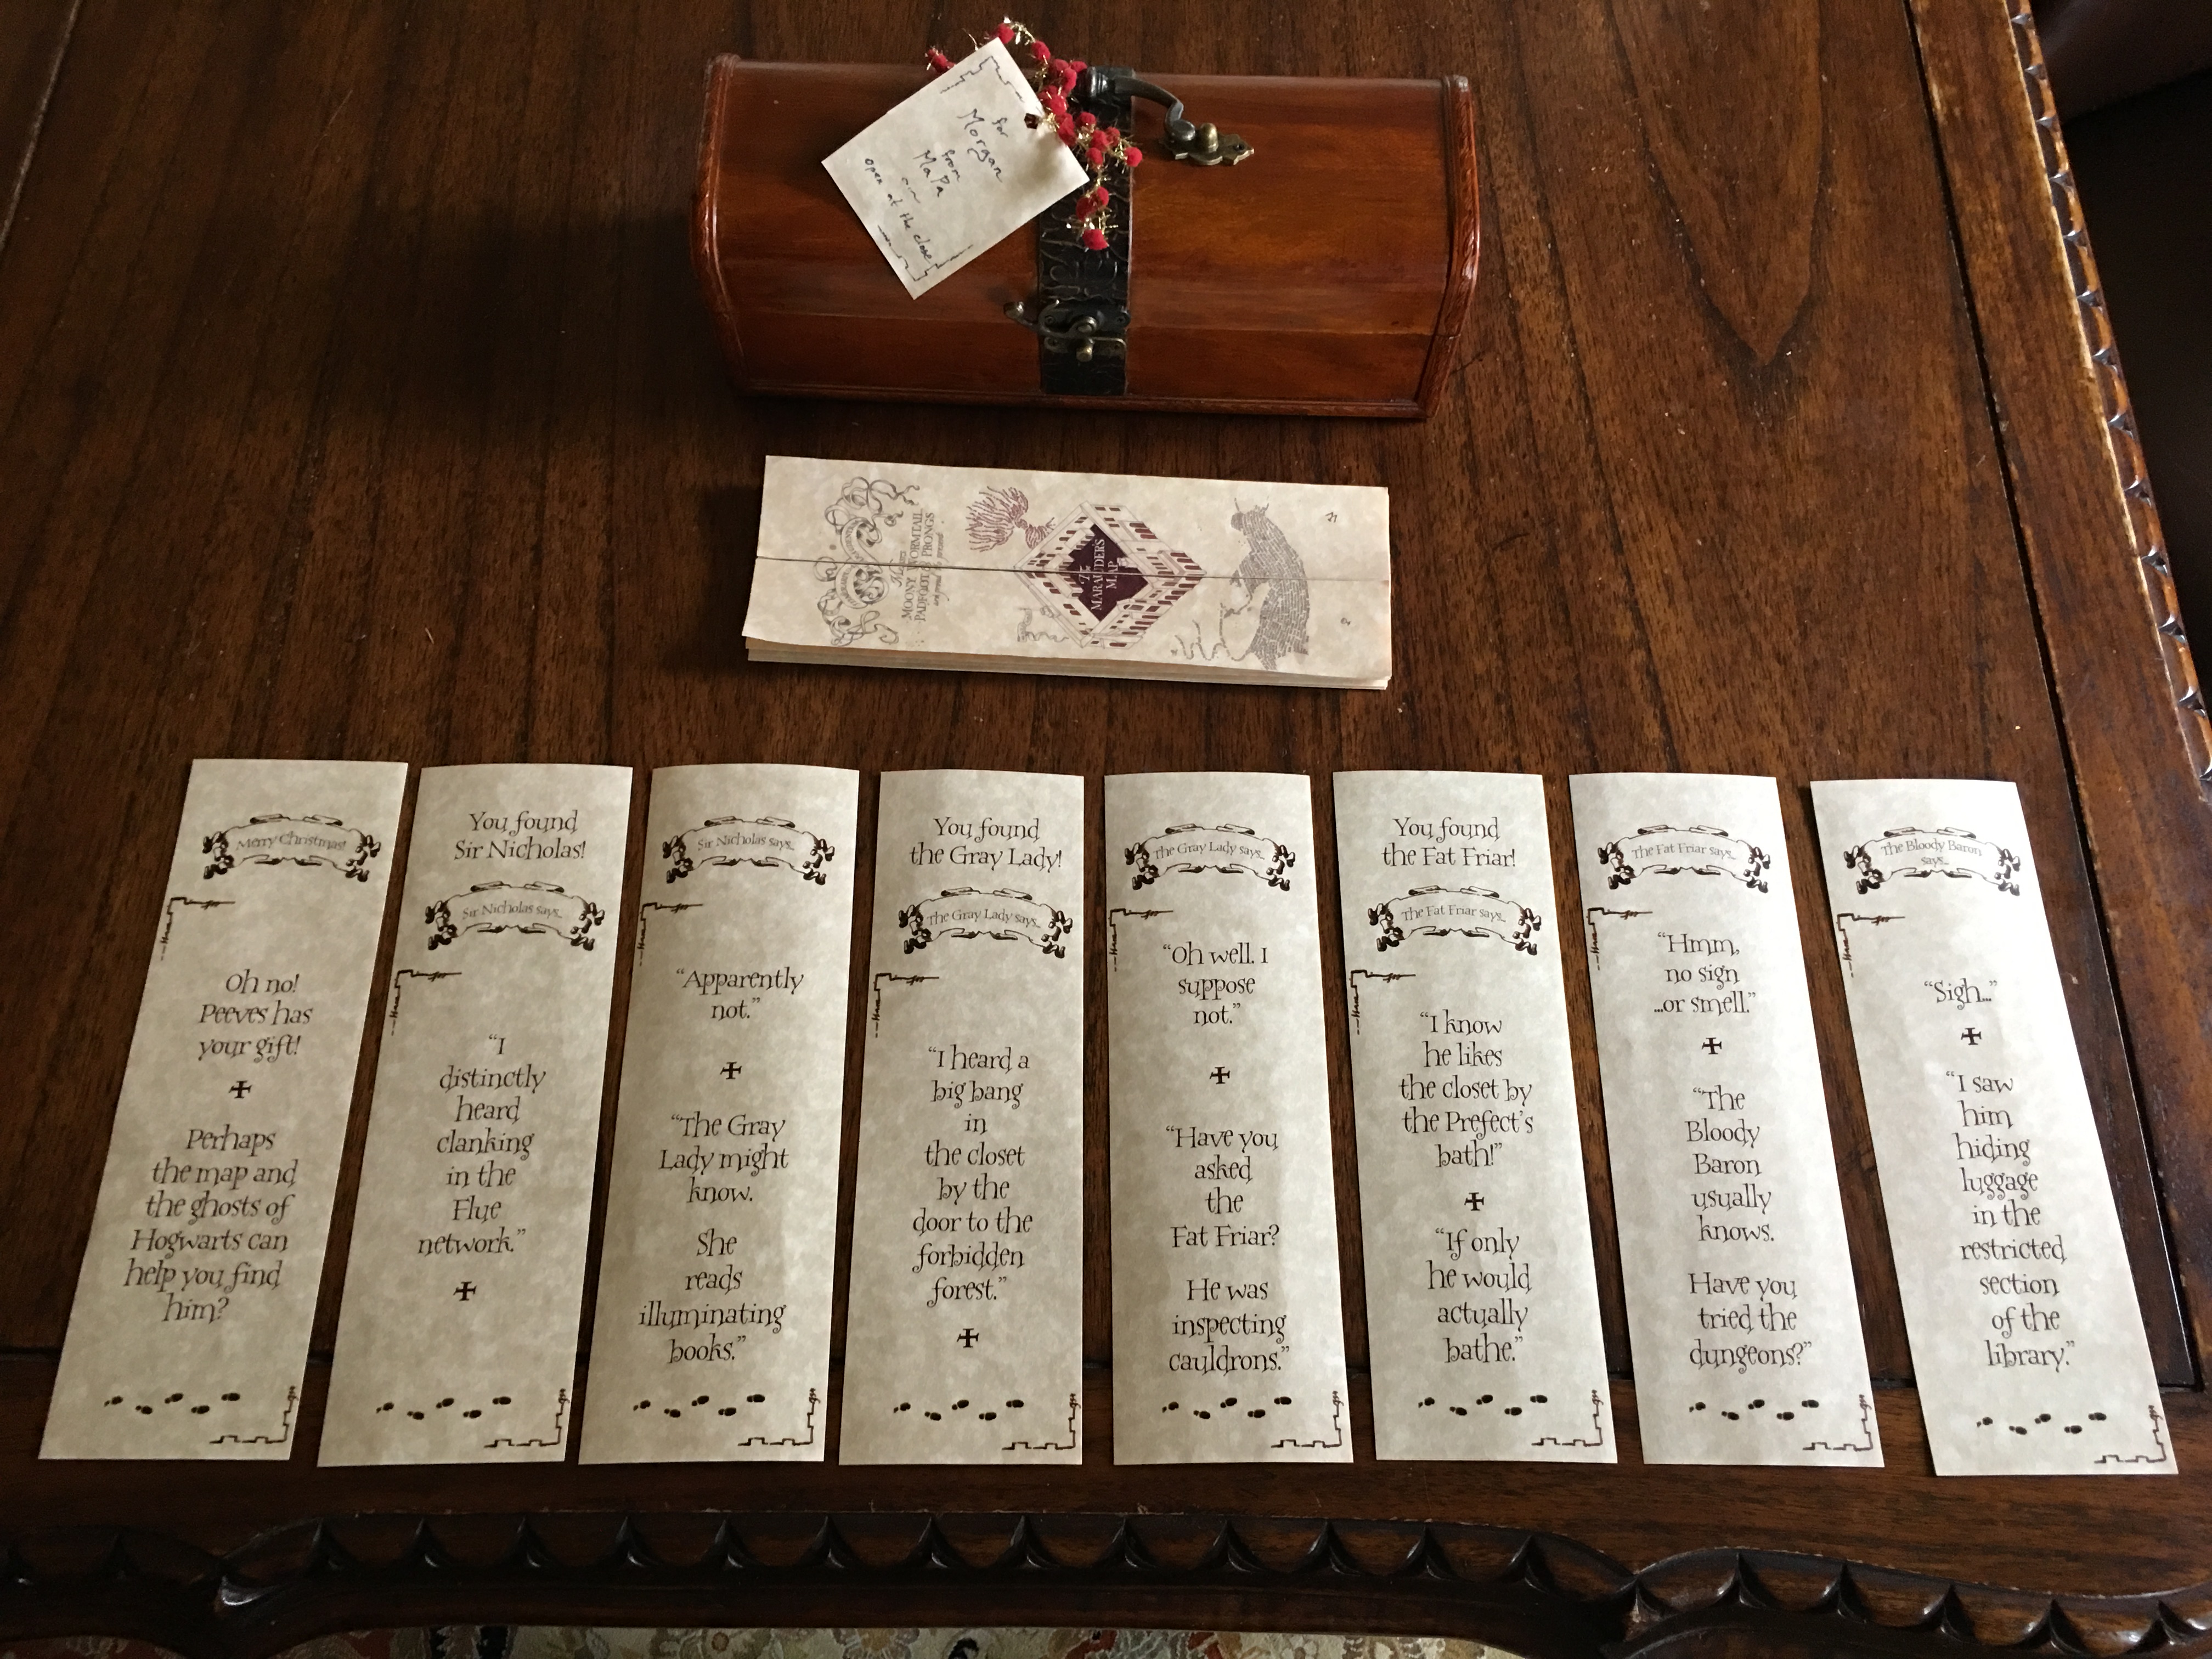 for
Morgan
from
MaPa
open at the close
Messrs
MOONY WORMTAIL
PADFOOT & PRONGS
are proud to present
THE
MARAUDER'S
MAP
Merry Christmas!
Oh no!
Peeves has
your gift!
Perhaps
the map and
the ghosts of
Hogwarts can
help you find
him?
You found
Sir Nicholas!
Sir Nicholas says...
“I
distinctly
heard
clanking
in the
Flue
network.”
Sir Nicholas says...
“Apparently
not.”
“The Gray
Lady might
know.
She
reads
illuminating
books.”
You found
the Gray Lady!
The Gray Lady says...
“I heard a
big bang
in
the closet
by the
door to the
forbidden
forest.”
The Gray Lady says...
“Oh well. I
suppose
not.”
“Have you
asked
the
Fat Friar?
He was
inspecting
cauldrons.”
You found
the Fat Friar!
The Fat Friar says...
“I know
he likes
the closet by
the Prefect's
bath!”
“If only
he would
actually
bathe.”
The Fat Friar says...
“Hmm,
no sign
...or smell.”
“The
Bloody
Baron
usually
knows.
Have you
tried the
dungeons?”
The Bloody Baron
says...
“Sigh...”
“I saw
him
hiding
luggage
in the
restricted
section
of the
library.”